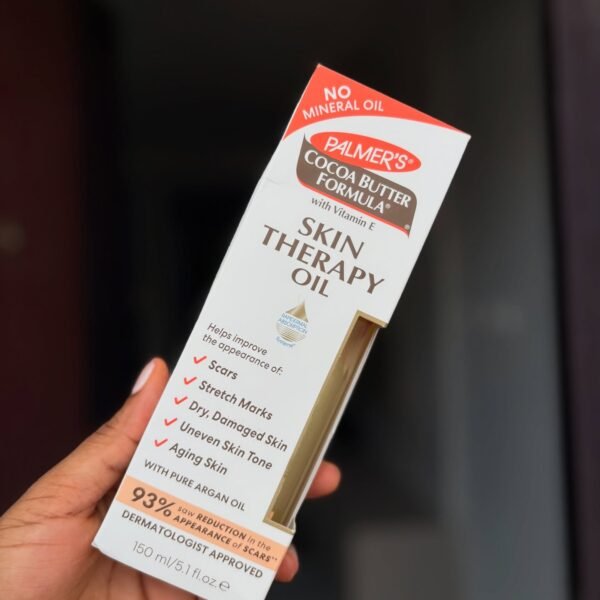 NO
MINERAL OIL
PALMER'S®
COCOA BUTTER
FORMULA®
with Vitamin E
SKIN
THERAPY
OIL
MAXIMAL
ABSORPTION
Helps improve
the appearance of:
Scars
Stretch Marks
Dry, Damaged Skin
Uneven Skin Tone
Aging Skin
WITH PURE ARGAN OIL
93% saw REDUCTION in the
APPEARANCE of SCARS**
DERMATOLOGIST APPROVED
150 ml/5.1 fl.oz.e